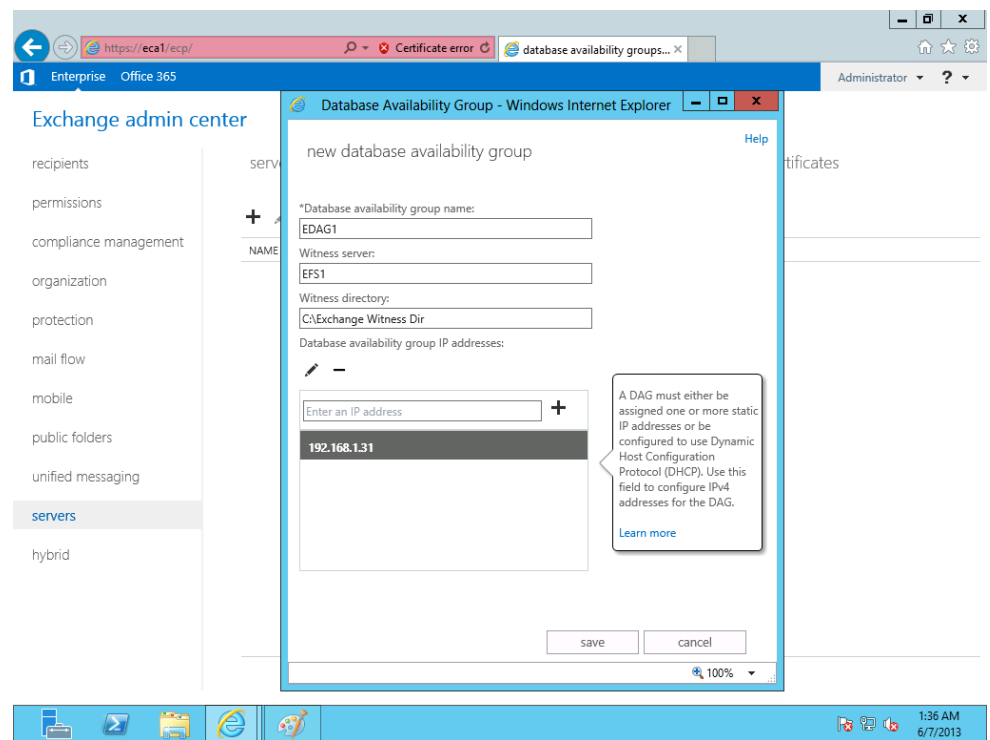 https://eca1/ecp/
Certificate error
database availability groups...
Enterprise Office 365
Administrator
?
Exchange admin center
recipients
permissions
compliance management
organization
protection
mail flow
mobile
public folders
unified messaging
servers
hybrid
NAME
Database Availability Group - Windows Internet Explorer
Help
new database availability group
*Database availability group name:
EDAG1
Witness server:
EFS1
Witness directory:
C:\Exchange Witness Dir
Database availability group IP addresses:
Enter an IP address
192.168.1.31
A DAG must either be
assigned one or more static
IP addresses or be
configured to use Dynamic
Host Configuration
Protocol (DHCP). Use this
field to configure IPv4
addresses for the DAG.
Learn more
save cancel
100%
1:36 AM
6/7/2013